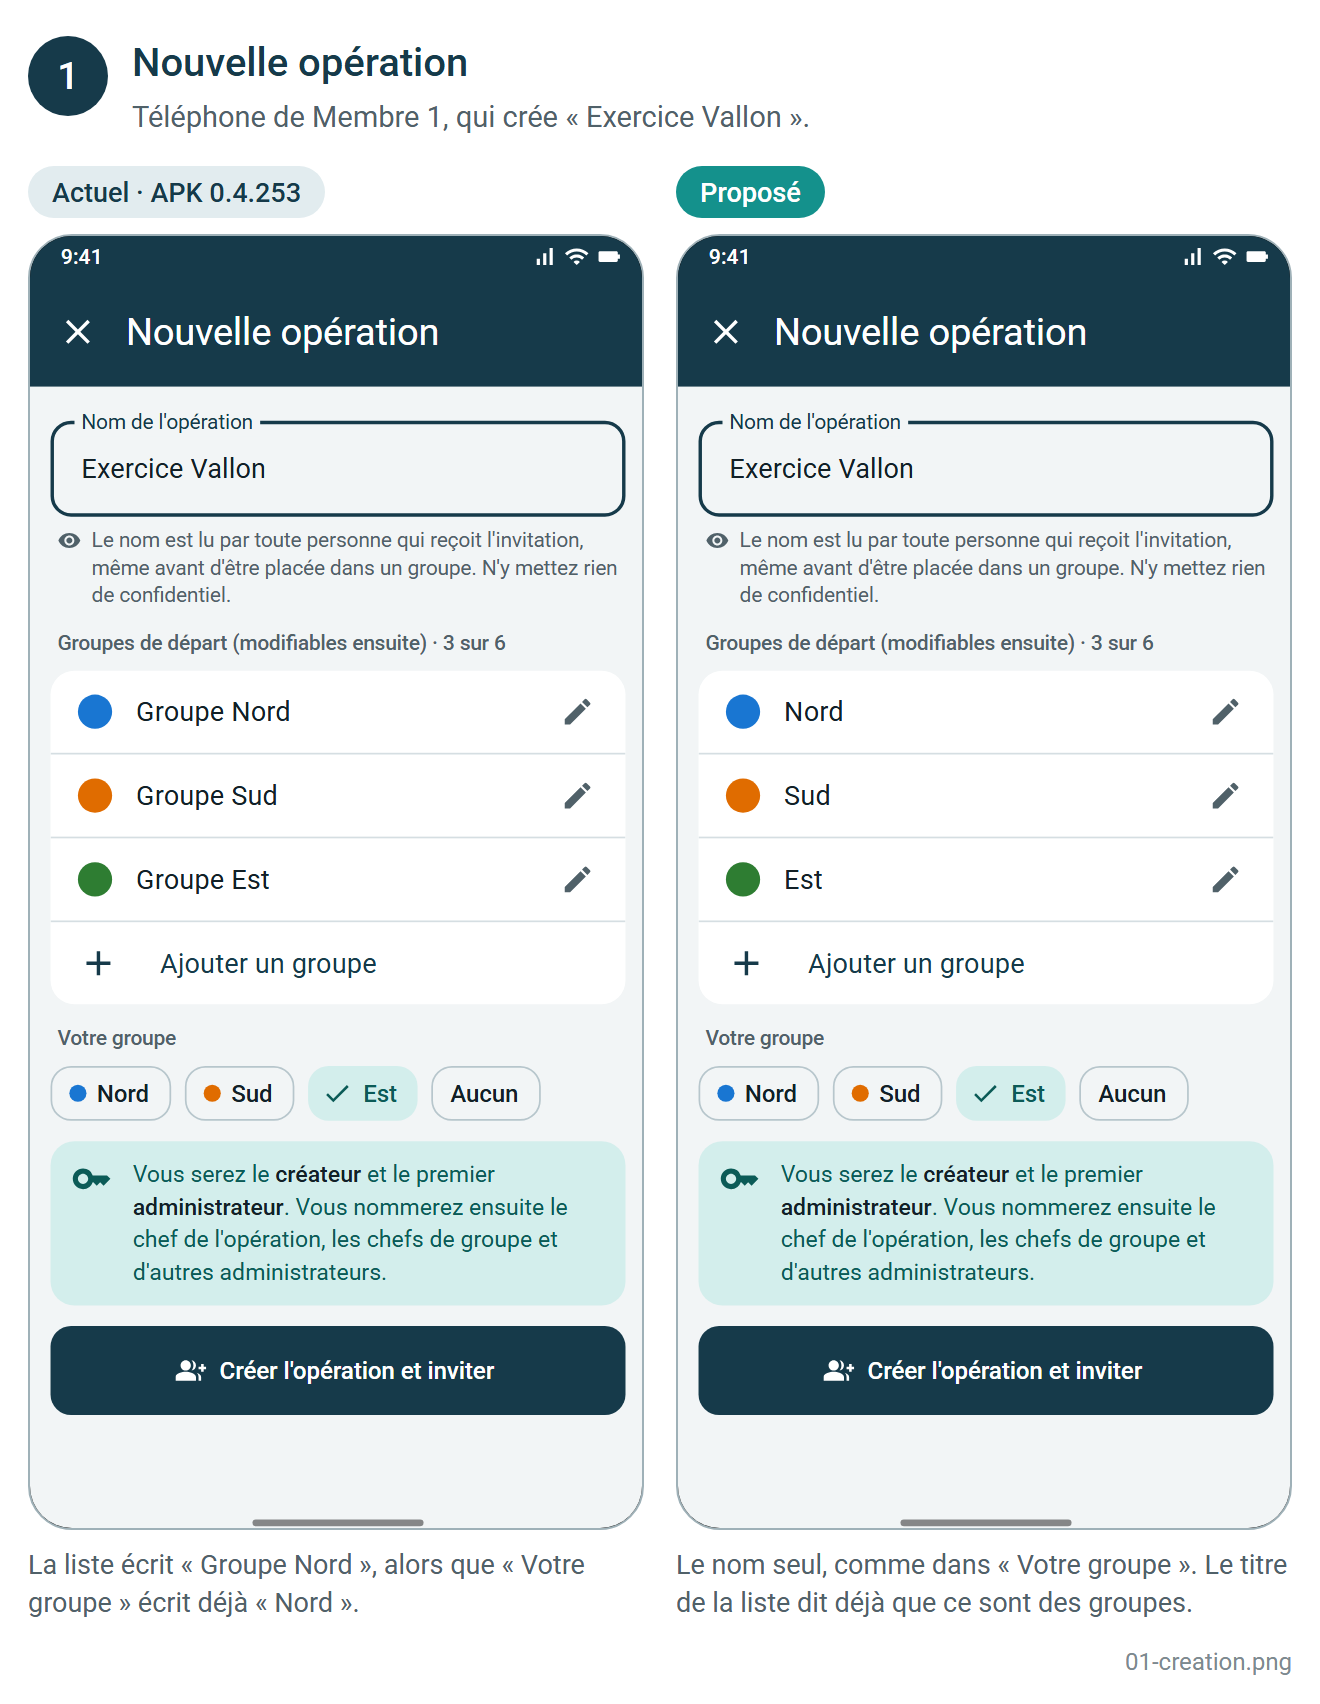 1
Nouvelle opération
Téléphone de Membre 1, qui crée « Exercice Vallon ».
Actuel · APK 0.4.253
9:41
Nouvelle opération
Nom de l'opération
Exercice Vallon
Le nom est lu par toute personne qui reçoit l'invitation,
même avant d'être placée dans un groupe. N'y mettez rien
de confidentiel.
Groupes de départ (modifiables ensuite) · 3 sur 6
Groupe Nord
Groupe Sud
Groupe Est
Ajouter un groupe
Votre groupe
Nord Sud Est Aucun
Vous serez le créateur et le premier
administrateur. Vous nommerez ensuite le
chef de l'opération, les chefs de groupe et
d'autres administrateurs.
Créer l'opération et inviter
La liste écrit « Groupe Nord », alors que « Votre
groupe » écrit déjà « Nord ».
Proposé
9:41
Nouvelle opération
Nom de l'opération
Exercice Vallon
Le nom est lu par toute personne qui reçoit l'invitation,
même avant d'être placée dans un groupe. N'y mettez rien
de confidentiel.
Groupes de départ (modifiables ensuite) · 3 sur 6
Nord
Sud
Est
Ajouter un groupe
Votre groupe
Nord Sud Est Aucun
Vous serez le créateur et le premier
administrateur. Vous nommerez ensuite le
chef de l'opération, les chefs de groupe et
d'autres administrateurs.
Créer l'opération et inviter
Le nom seul, comme dans « Votre groupe ». Le titre
de la liste dit déjà que ce sont des groupes.
01-creation.png